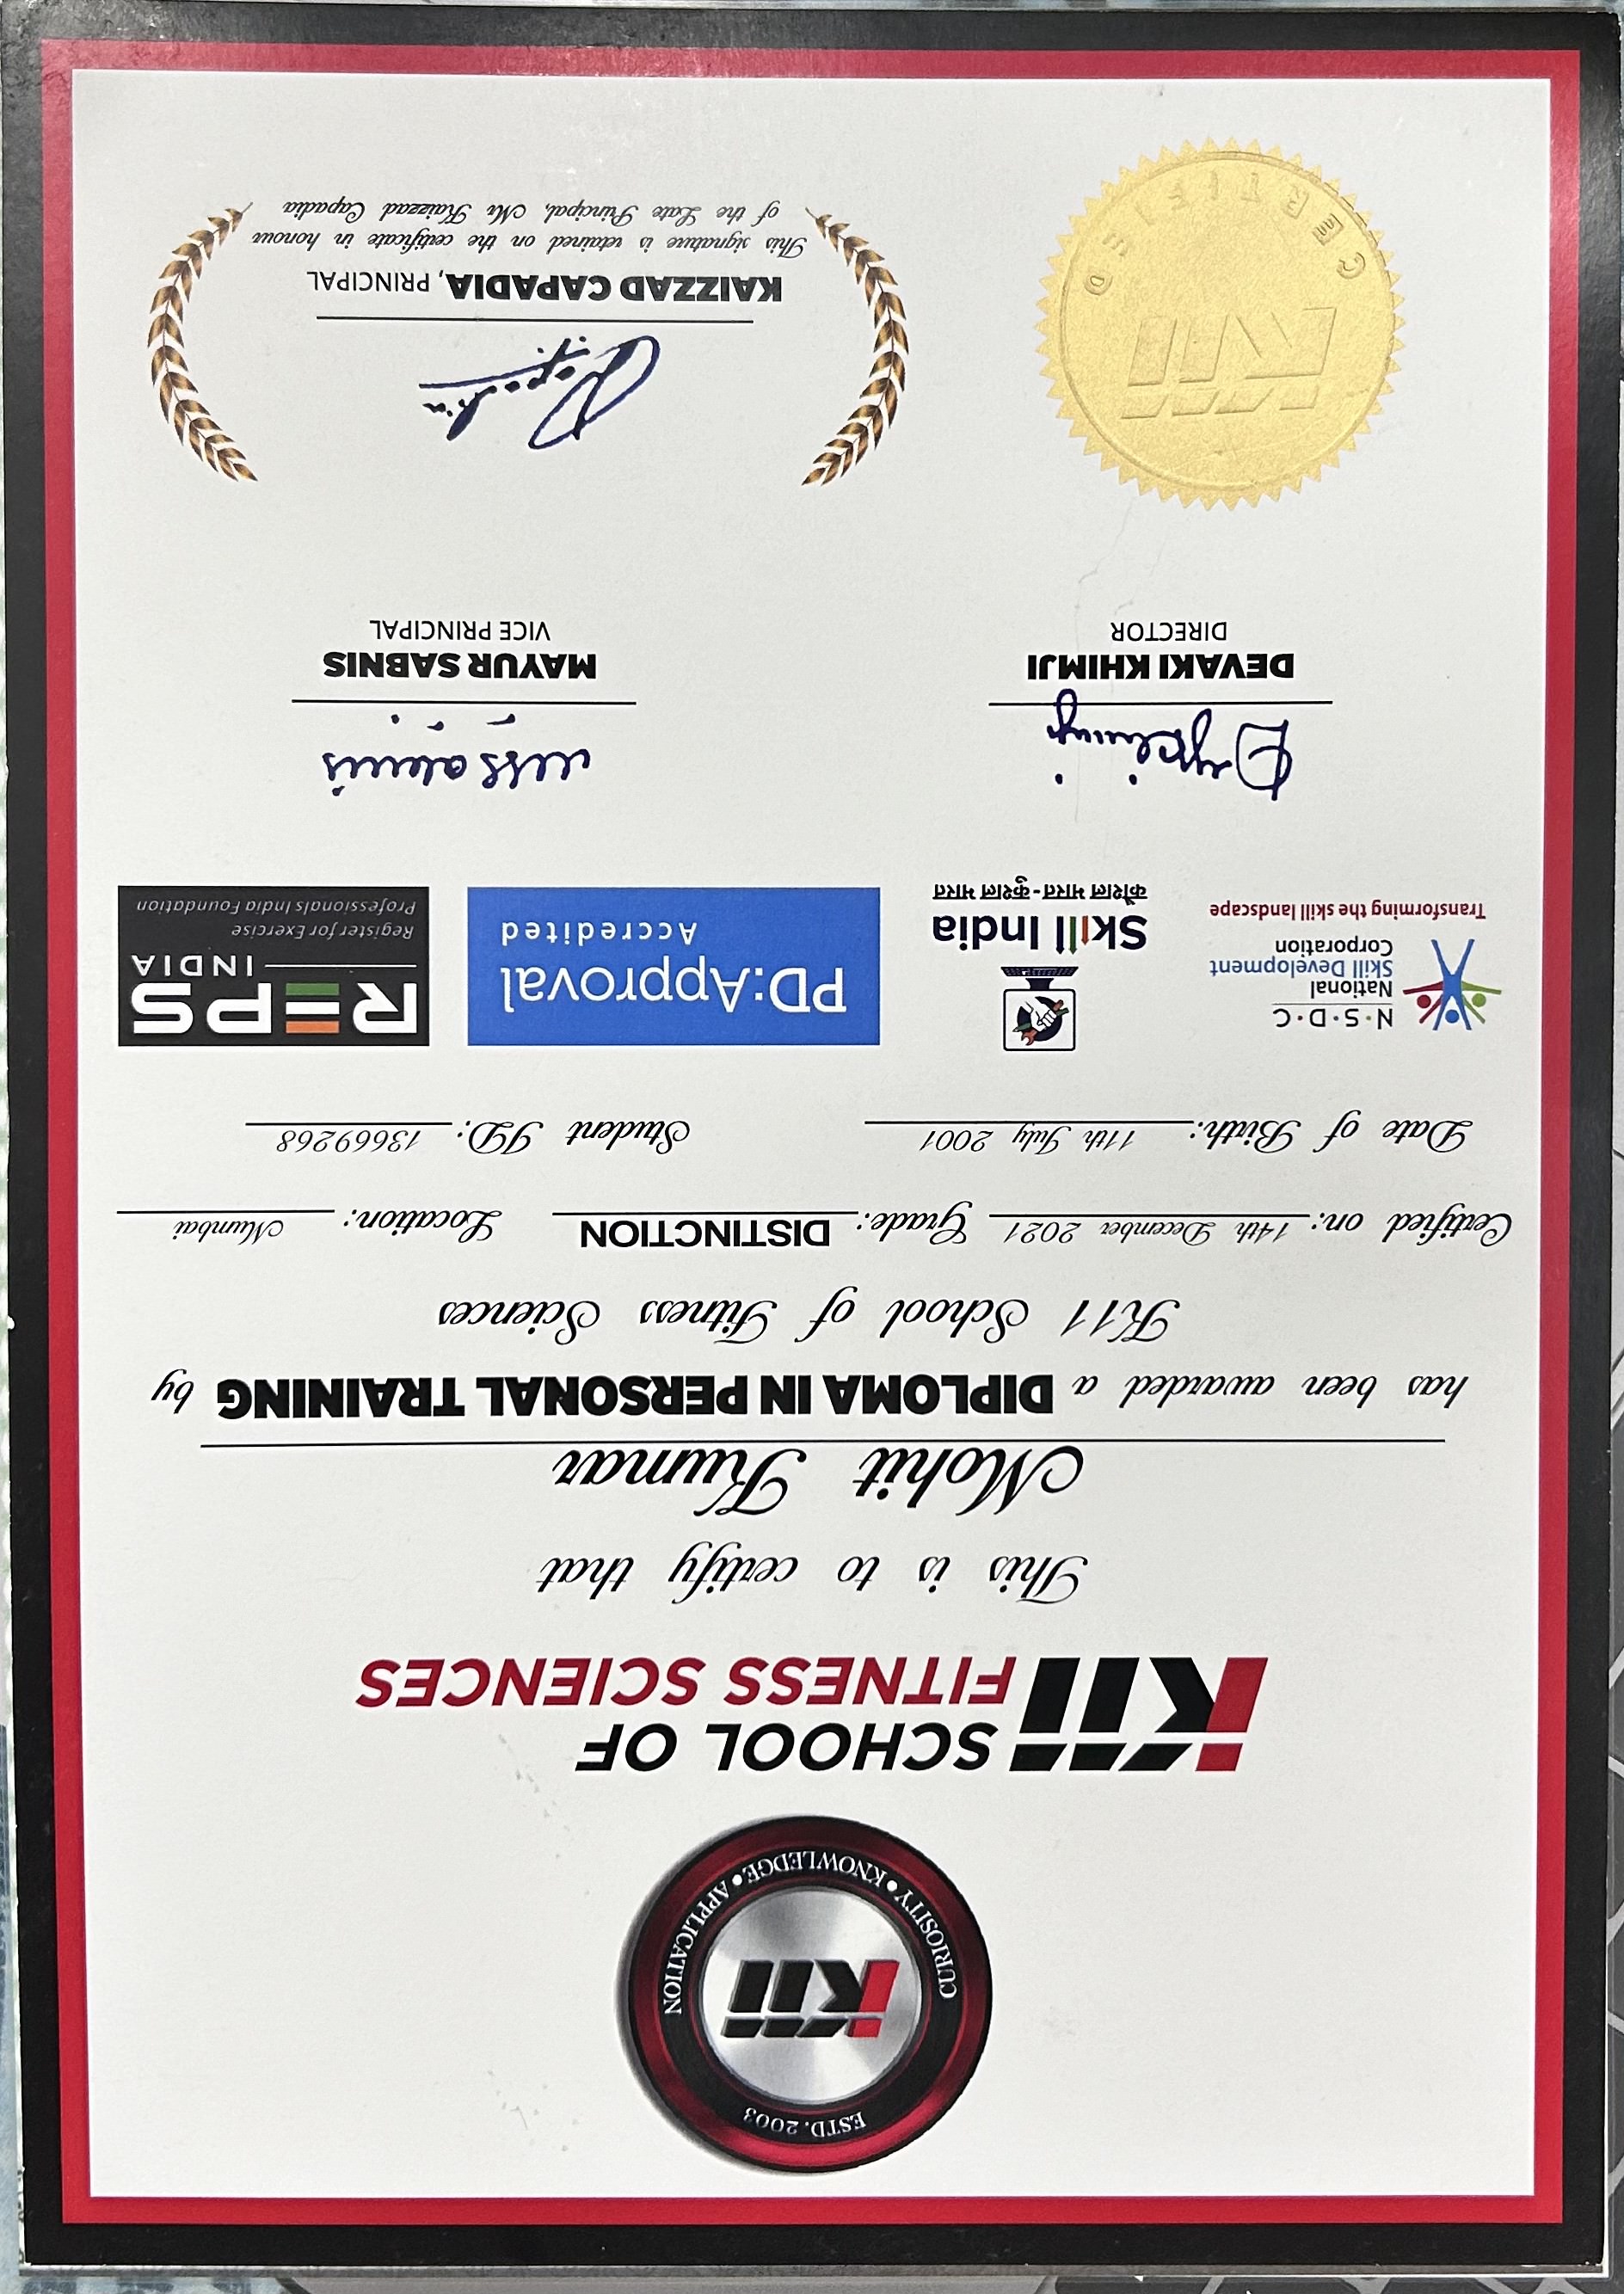 ESTD. 2003
CURIOSITY • KNOWLEDGE • APPLICATION
K11
K11 SCHOOL OF
FITNESS SCIENCES
This is to certify that
Mohit Kumar
has been awarded a DIPLOMA IN PERSONAL TRAINING by
K11 School of Fitness Sciences
Certified on: 14th December 2021 Grade: DISTINCTION Location: Mumbai
Date of Birth: 11th July 2001 Student ID: 13669268
N·S·D·C
National
Skill Development
Corporation
Transforming the skill landscape
Skill India
कौशल भारत-कुशल भारत
PD:Approval
Accredited
REPS
INDIA
Register for Exercise
Professionals India Foundation
DEVAKI KHIMJI
DIRECTOR
MAYUR SABNIS
VICE PRINCIPAL
K11
CERTIFIED
Capadia
KAIZZAD CAPADIA, PRINCIPAL
This signature is retained on the certificate in honour
of the Late Principal, Mr Kaizzad Capadia